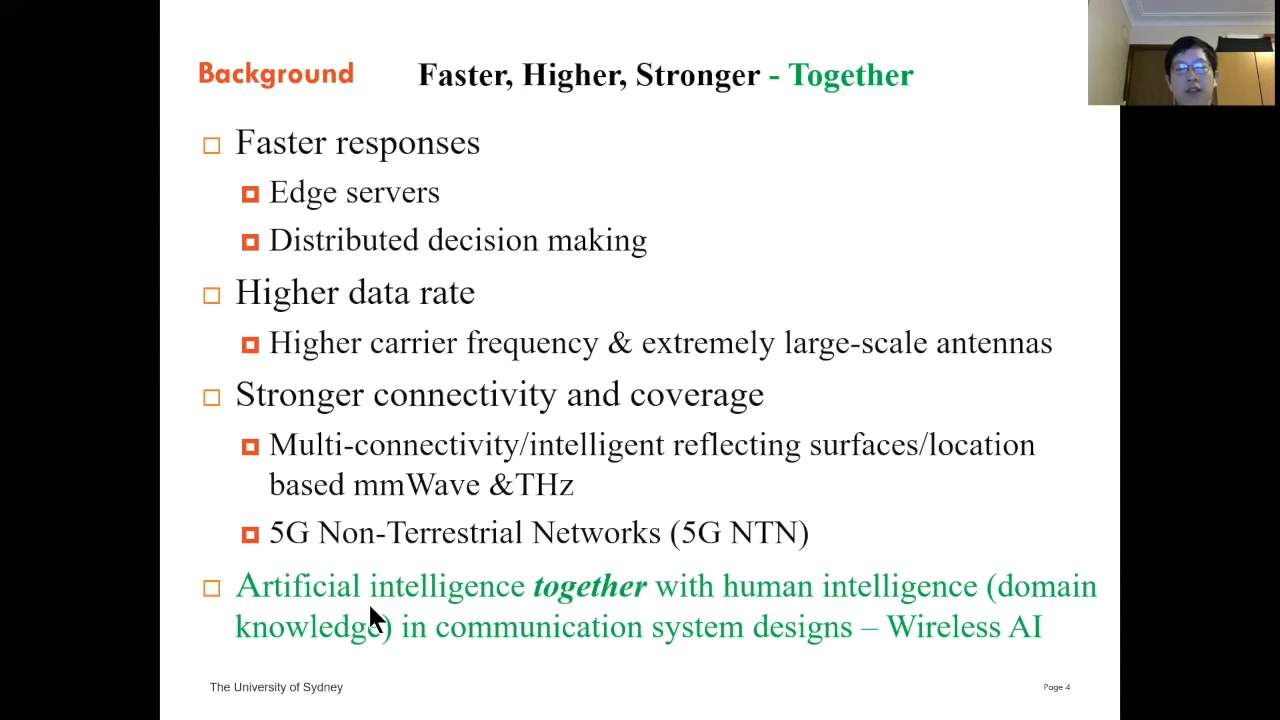 Background
Faster, Higher, Stronger - Together
Faster responses
Edge servers
Distributed decision making
Higher data rate
Higher carrier frequency & extremely large-scale antennas
Stronger connectivity and coverage
Multi-connectivity/intelligent reflecting surfaces/location
based mmWave &THz
5G Non-Terrestrial Networks (5G NTN)
Artificial intelligence together with human intelligence (domain
knowledge) in communication system designs – Wireless AI
The University of Sydney
Page 4